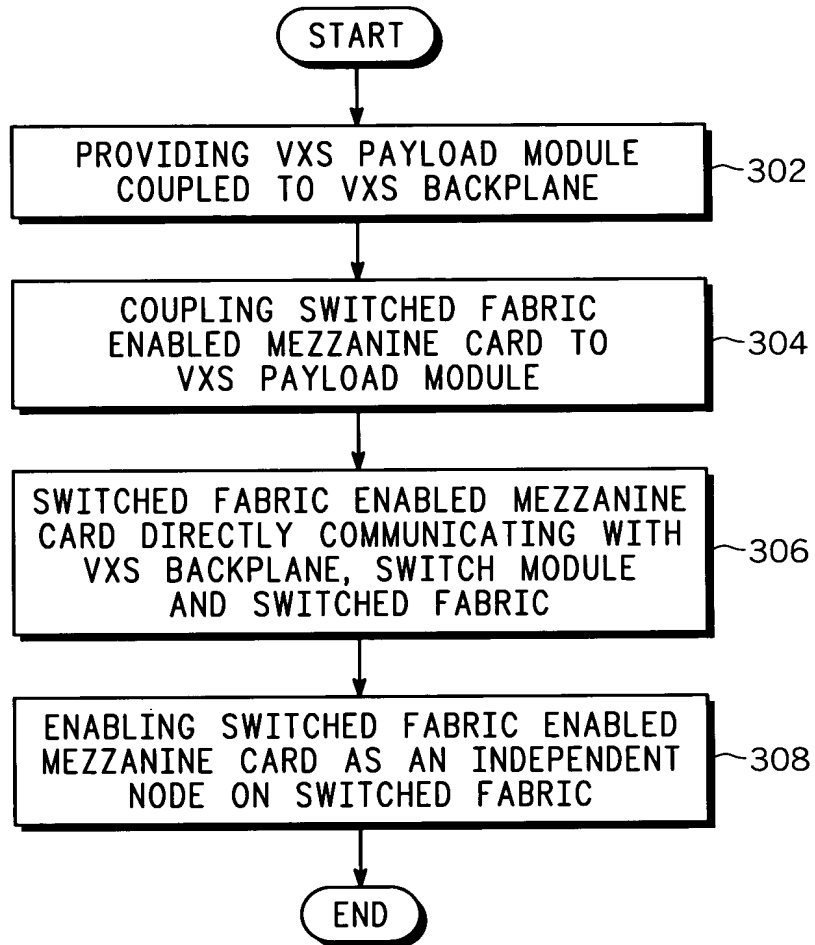 START
PROVIDING VXS PAYLOAD MODULE
COUPLED TO VXS BACKPLANE
302
COUPLING SWITCHED FABRIC
ENABLED MEZZANINE CARD TO
VXS PAYLOAD MODULE
304
SWITCHED FABRIC ENABLED MEZZANINE
CARD DIRECTLY COMMUNICATING WITH
VXS BACKPLANE, SWITCH MODULE
AND SWITCHED FABRIC
306
ENABLING SWITCHED FABRIC ENABLED
MEZZANINE CARD AS AN INDEPENDENT
NODE ON SWITCHED FABRIC
308
END